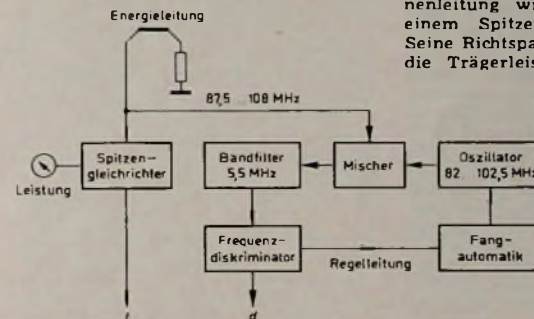 nenleitung
einem Spitze
Seine Richtspa
die Trägerleis
Energieleitung
87,5 108 MHz
Spitzen-
gleichrichter
Leistung
Bandfilter
5,5 MHz
Mischer
Oszillator
82 102,5 MHz
Frequenz-
diskriminator
Regelleitung
Fang-
automatik
d